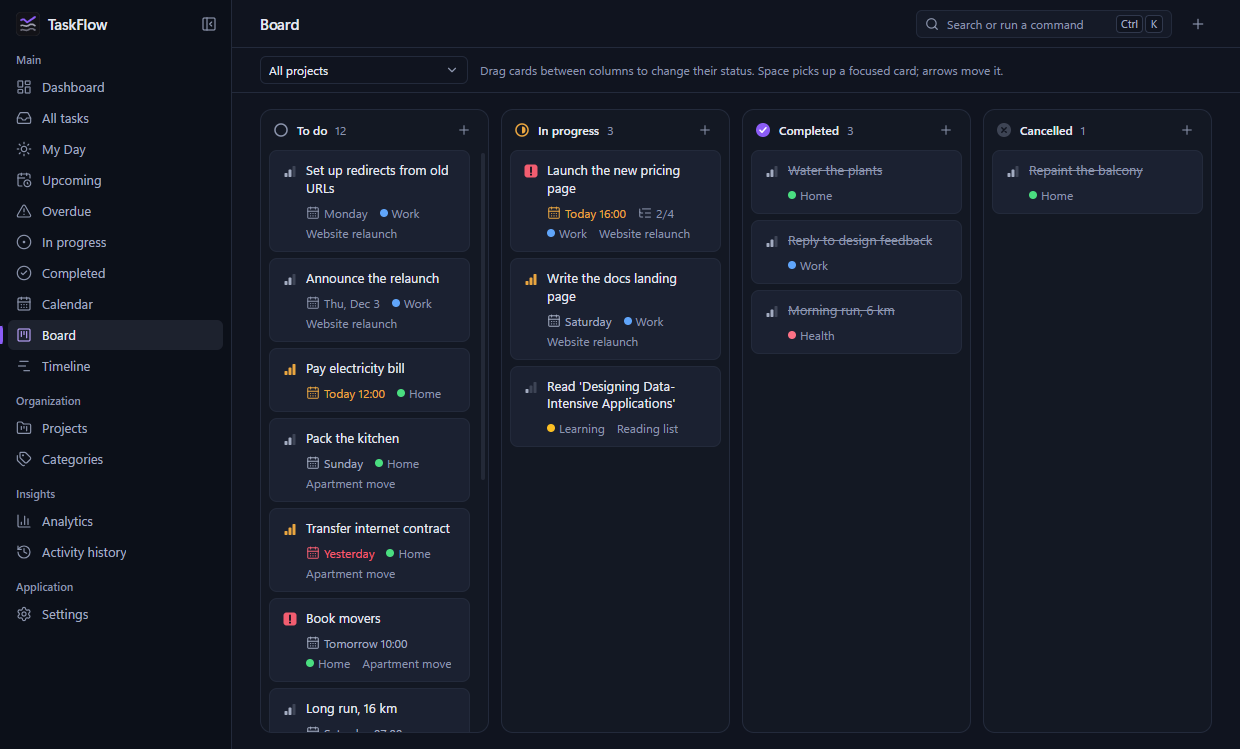 TaskFlow
Main
Dashboard
All tasks
My Day
Upcoming
Overdue
In progress
Completed
Calendar
Board
Timeline
Organization
Projects
Categories
Insights
Analytics
Activity history
Application
Settings
Board
Search or run a command Ctrl K
All projects
Drag cards between columns to change their status. Space picks up a focused card; arrows move it.
To do 12
Set up redirects from old
URLs
Monday Work
Website relaunch
Announce the relaunch
Thu, Dec 3 Work
Website relaunch
Pay electricity bill
Today 12:00 Home
Pack the kitchen
Sunday Home
Apartment move
Transfer internet contract
Yesterday Home
Apartment move
Book movers
Tomorrow 10:00
Home Apartment move
Long run, 16 km
In progress 3
Launch the new pricing
page
Today 16:00 2/4
Work Website relaunch
Write the docs landing
page
Saturday Work
Website relaunch
Read 'Designing Data-
Intensive Applications'
Learning Reading list
Completed 3
Water the plants
Home
Reply to design feedback
Work
Morning run, 6 km
Health
Cancelled 1
Repaint the balcony
Home